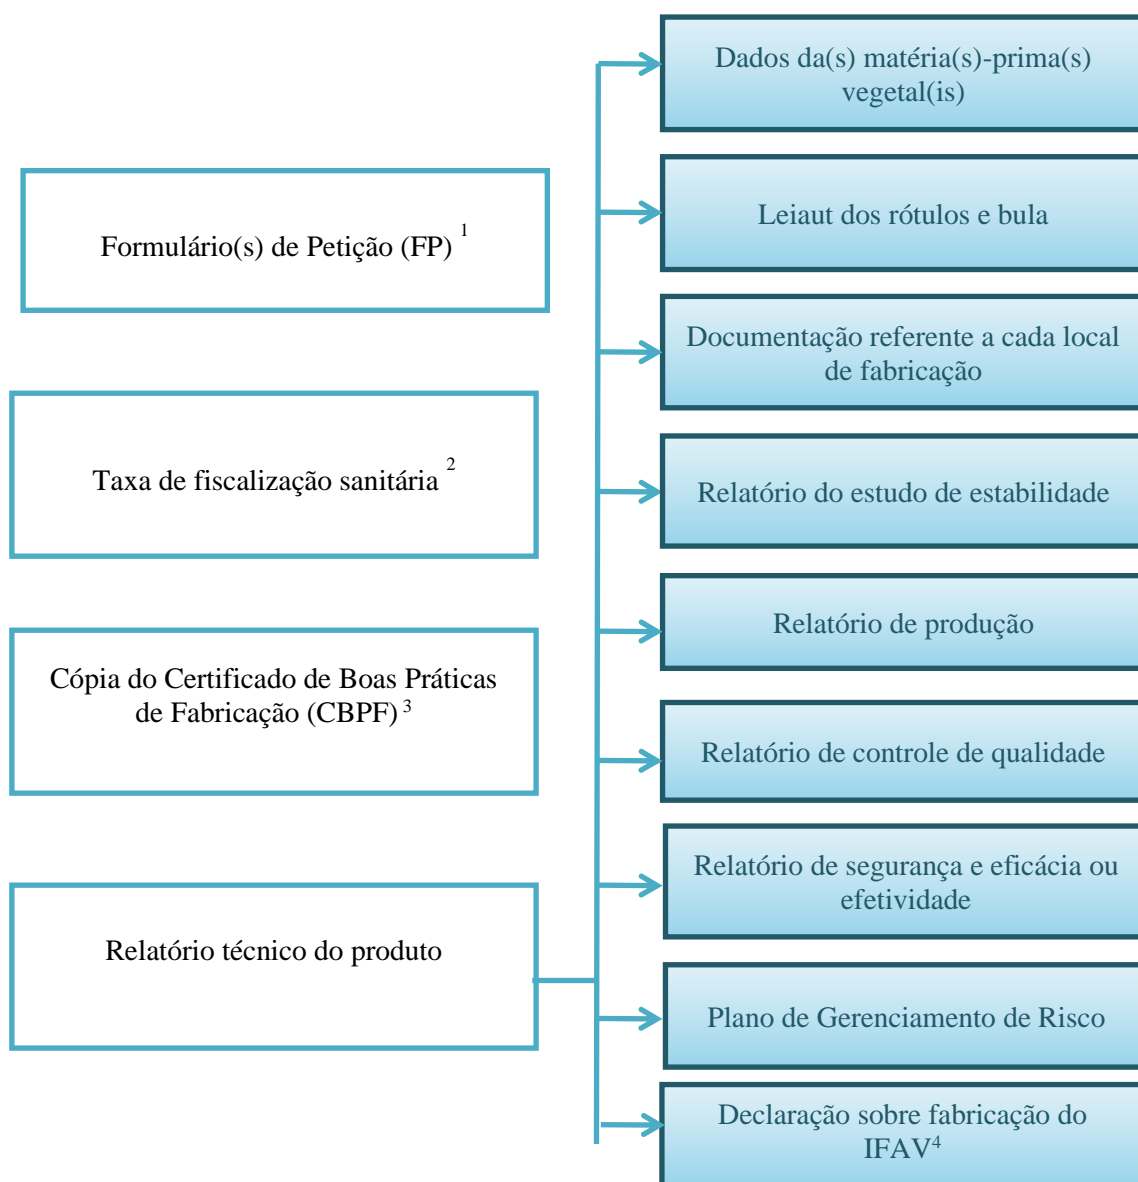 Formulário(s) de Petição (FP) 1
Taxa de fiscalização sanitária 2
Cópia do Certificado de Boas Práticas
de Fabricação (CBPF) 3
Relatório técnico do produto
Dados da(s) matéria(s)-prima(s)
vegetal(is)
Leiaut dos rótulos e bula
Documentação referente a cada local
de fabricação
Relatório do estudo de estabilidade
Relatório de produção
Relatório de controle de qualidade
Relatório de segurança e eficácia ou
efetividade
Plano de Gerenciamento de Risco
Declaração sobre fabricação do
IFAV4